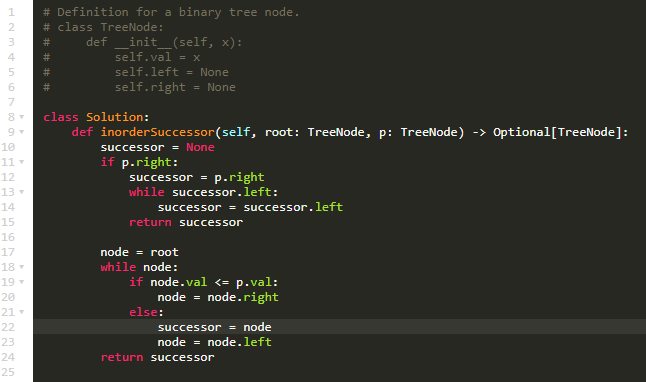 1 # Definition for a binary tree node.
2 # class TreeNode:
3 #     def __init__(self, x):
4 #         self.val = x
5 #         self.left = None
6 #         self.right = None
7
8 class Solution:
9     def inorderSuccessor(self, root: TreeNode, p: TreeNode) -> Optional[TreeNode]:
10         successor = None
11         if p.right:
12             successor = p.right
13             while successor.left:
14                 successor = successor.left
15             return successor
16
17         node = root
18         while node:
19             if node.val <= p.val:
20                 node = node.right
21             else:
22                 successor = node
23                 node = node.left
24         return successor
25